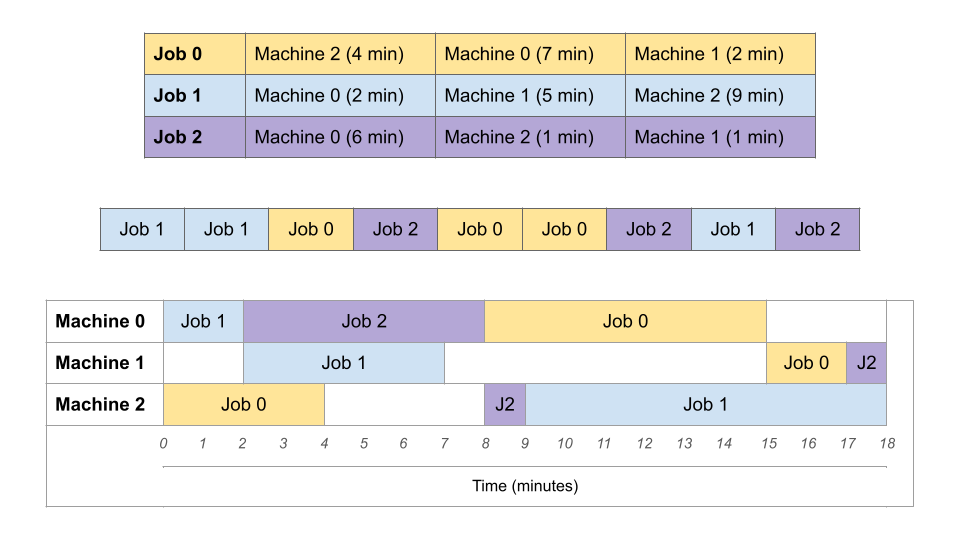 Job 0 Machine 2 (4 min) Machine 0 (7 min) Machine 1 (2 min)
Job 1 Machine 0 (2 min) Machine 1 (5 min) Machine 2 (9 min)
Job 2 Machine 0 (6 min) Machine 2 (1 min) Machine 1 (1 min)
Job 1 Job 1 Job 0 Job 2 Job 0 Job 0 Job 2 Job 1 Job 2
Machine 0 Job 1 Job 2 Job 0
Machine 1 Job 1 Job 0 J2
Machine 2 Job 0 J2 Job 1
0 1 2 3 4 5 6 7 8 9 10 11 12 13 14 15 16 17 18
Time (minutes)